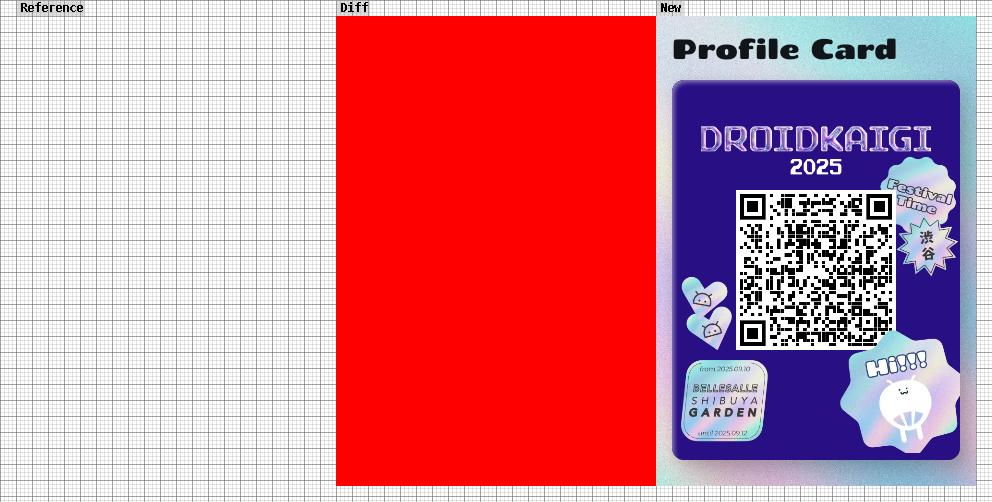 Reference
Diff
New
Profile Card
DROIDKAIGI
2025
Festival
Time
渋
谷
from 2025.09.10
BELLESALLE
SHIBUYA
GARDEN
until 2025.09.12
Hi!!!